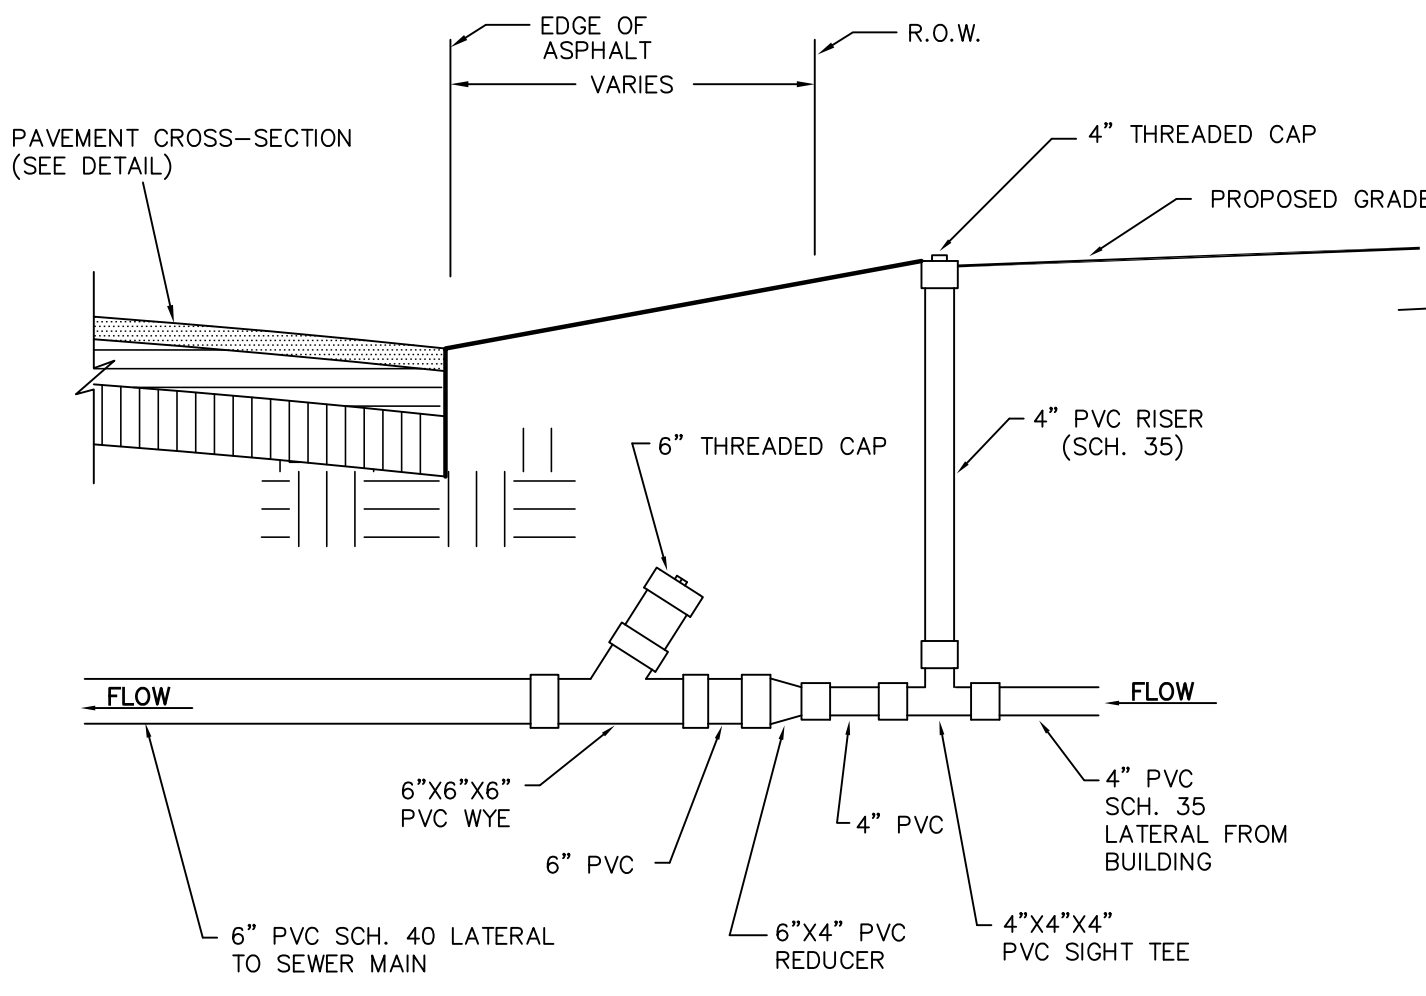 EDGE OF
ASPHALT
R.O.W.
VARIES
PAVEMENT CROSS-SECTION
(SEE DETAIL)
4" THREADED CAP
PROPOSED GRADE
4" PVC RISER
(SCH. 35)
6" THREADED CAP
FLOW
FLOW
6"X6"X6"
PVC WYE
6" PVC
4" PVC
4" PVC
SCH. 35
LATERAL FROM
BUILDING
6" PVC SCH. 40 LATERAL
TO SEWER MAIN
6"X4" PVC
REDUCER
4"X4"X4"
PVC SIGHT TEE